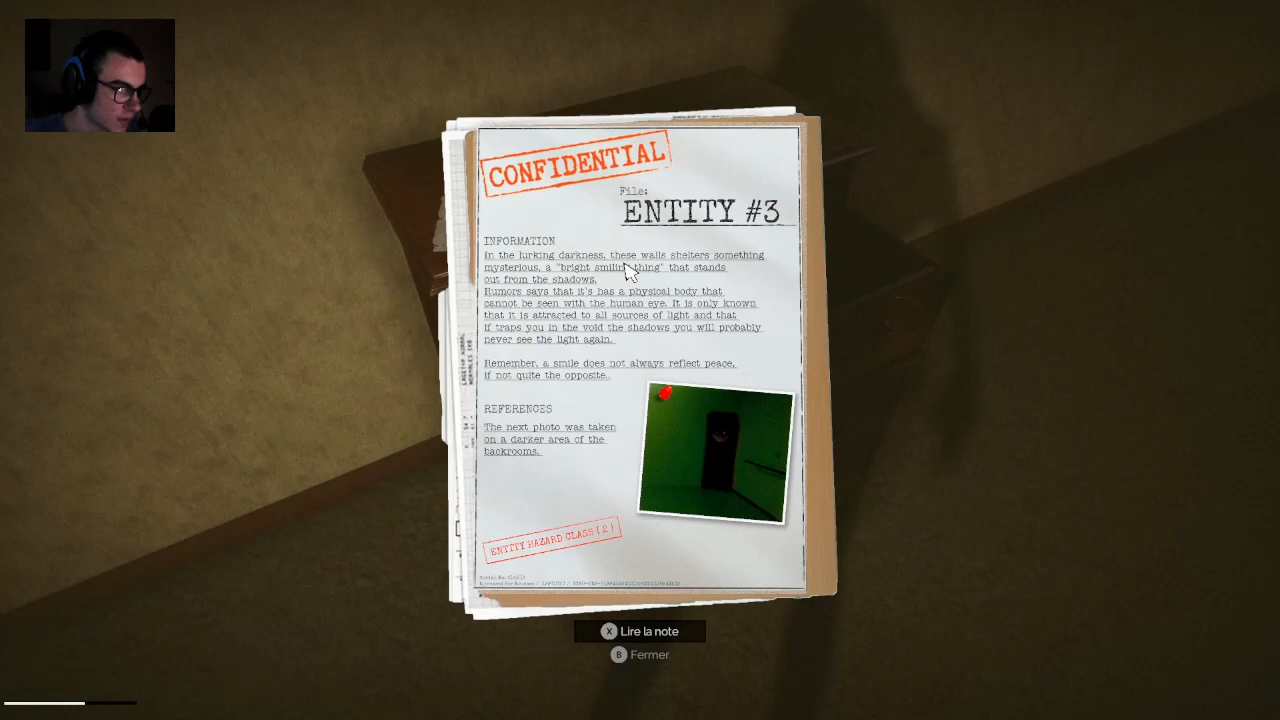 CONFIDENTIAL
File:
ENTITY #3
INFORMATION
In the lurking darkness, these walls shelters something
mysterious, a "bright smiling thing" that stands
out from the shadows.
Rumors says that it's has a physical body that
cannot be seen with the human eye. It is only known
that it is attracted to all sources of light and that
if traps you in the void the shadows you will probably
never see the light again.
Remember, a smile does not always reflect peace,
if not quite the opposite..
REFERENCES
The next photo was taken
on a darker area of the
backrooms.
ENTITY HAZARD CLASS (2)
X Lire la note
B Fermer